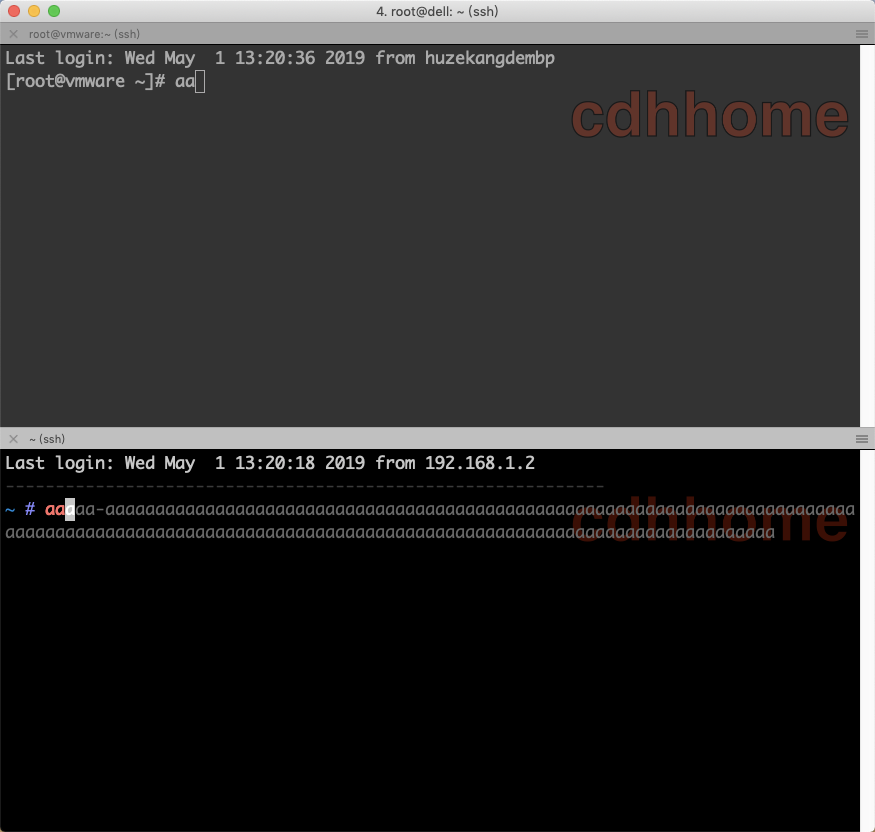 4. root@dell: ~ (ssh)
root@vmware:~ (ssh)
Last login: Wed May  1 13:20:36 2019 from huzekangdembp
[root@vmware ~]# aa
cdhhome
~ (ssh)
Last login: Wed May  1 13:20:18 2019 from 192.168.1.2
------------------------------------------------------------
~ # aaaaa-aaaaaaaaaaaaaaaaaaaaaaaaaaaaaaaaaaaaaaaaaaaaaaaaaaaaaaaaaaaaaaaaaaaaaaaaaaa
aaaaaaaaaaaaaaaaaaaaaaaaaaaaaaaaaaaaaaaaaaaaaaaaaaaaaaaaaaaaaaaaaaaaaaaaaaaaa
cdhhome